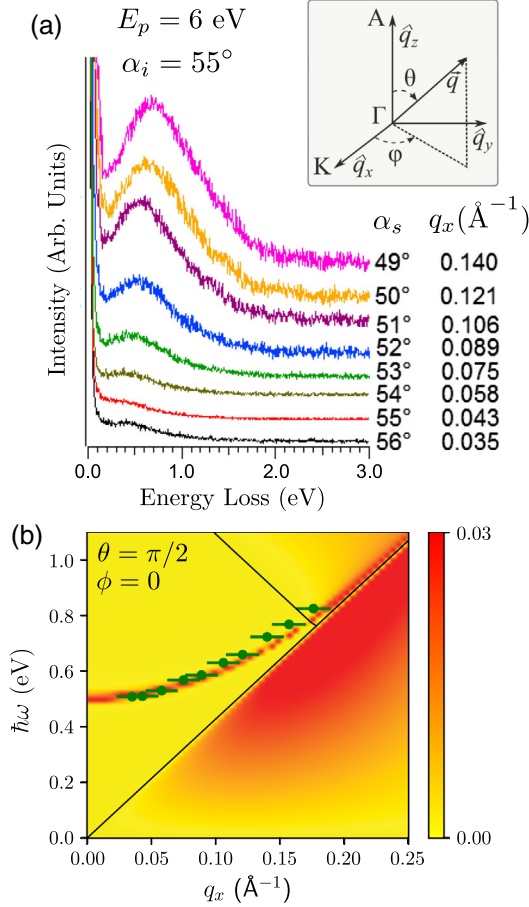 (a)
E_p = 6 eV
α_i = 55°
A
q̂_z
θ
q⃗
Γ
q̂_y
K
q̂_x
φ
Intensity (Arb. Units)
α_s q_x(Å⁻¹)
49° 0.140
50° 0.121
51° 0.106
52° 0.089
53° 0.075
54° 0.058
55° 0.043
56° 0.035
0.0 1.0 2.0 3.0
Energy Loss (eV)
(b)
θ = π/2
ϕ = 0
1.0
0.8
0.6
0.4
0.2
0.0
ħω (eV)
0.00 0.05 0.10 0.15 0.20 0.25
q_x (Å⁻¹)
0.03
0.00